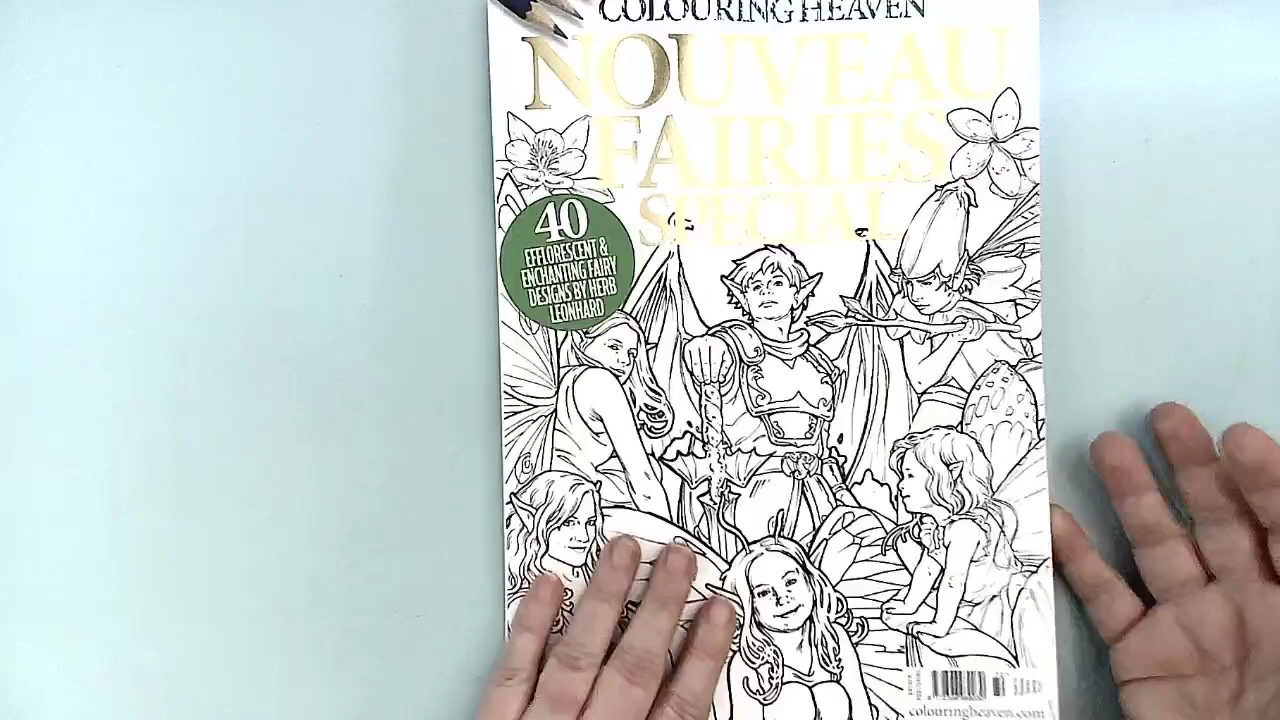 COLOURING HEAVEN
NOUVEAU
FAIRIES
SPECIAL
40
EFFLORESCENT &
ENCHANTING FAIRY
DESIGNS BY HERB
LEONHARD
colouringheaven.com